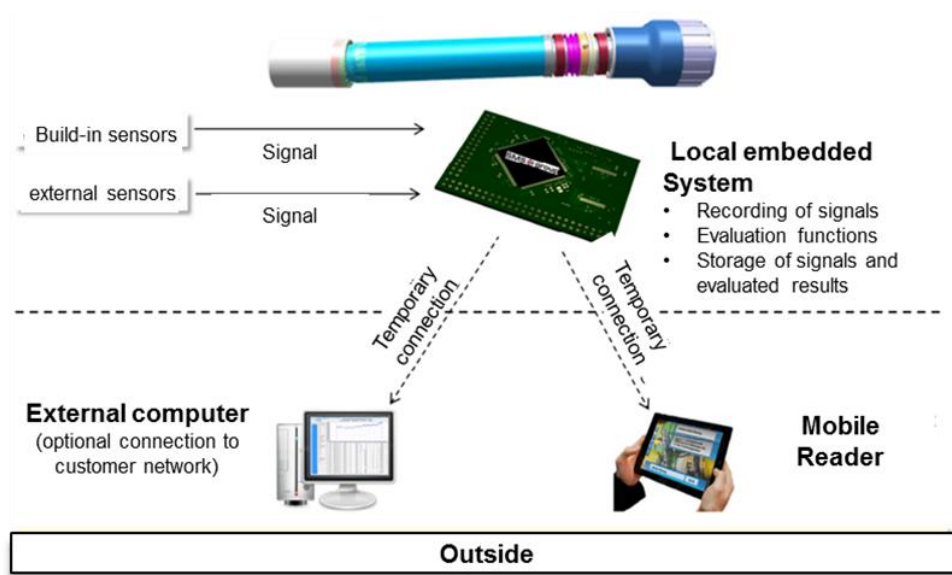 Build-in sensors
Signal
external sensors
Signal
Local embedded
System
• Recording of signals
• Evaluation functions
• Storage of signals and
evaluated results
Temporary
connection
Temporary
connection
External computer
(optional connection to
customer network)
Mobile
Reader
Outside